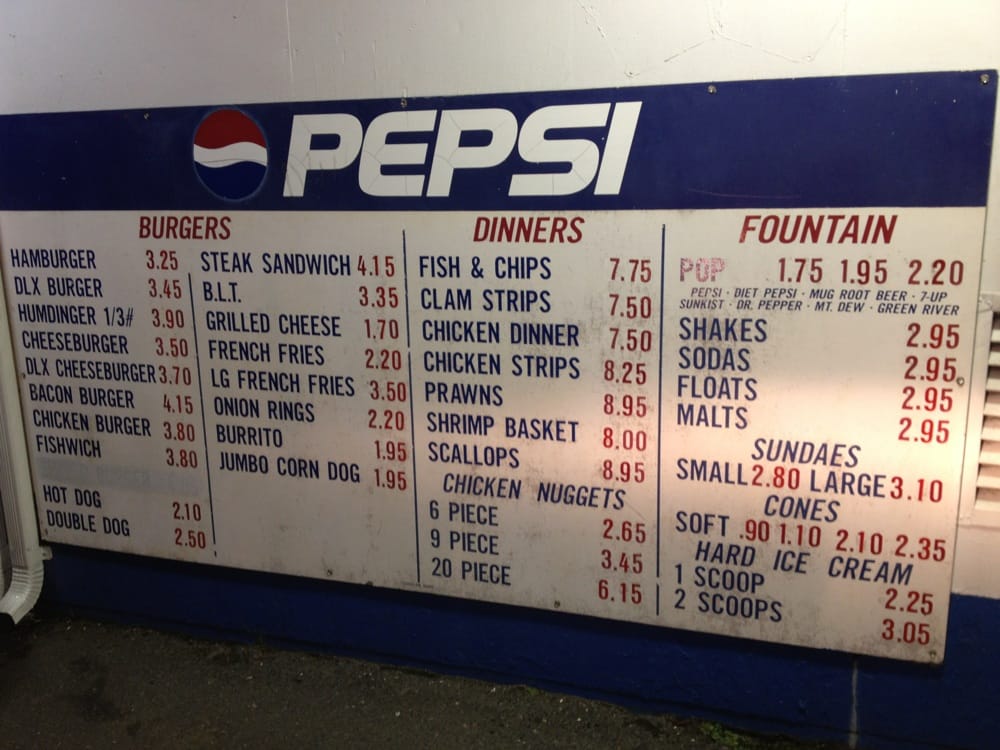 PEPSI
BURGERS
HAMBURGER 3.25
DLX BURGER 3.45
HUMDINGER 1/3# 3.90
CHEESEBURGER 3.50
DLX CHEESEBURGER 3.70
BACON BURGER 4.15
CHICKEN BURGER 3.80
FISHWICH 3.80
HOT DOG 2.10
DOUBLE DOG 2.50
STEAK SANDWICH 4.15
B.L.T. 3.35
GRILLED CHEESE 1.70
FRENCH FRIES 2.20
LG FRENCH FRIES 3.50
ONION RINGS 2.20
BURRITO 1.95
JUMBO CORN DOG 1.95
DINNERS
FISH & CHIPS 7.75
CLAM STRIPS 7.50
CHICKEN DINNER 7.50
CHICKEN STRIPS 8.25
PRAWNS 8.95
SHRIMP BASKET 8.00
SCALLOPS 8.95
CHICKEN NUGGETS
6 PIECE 2.65
9 PIECE 3.45
20 PIECE 6.15
FOUNTAIN
POP 1.75 1.95 2.20
PEPSI · DIET PEPSI · MUG ROOT BEER · 7-UP
SUNKIST · DR. PEPPER · MT. DEW · GREEN RIVER
SHAKES 2.95
SODAS 2.95
FLOATS 2.95
MALTS 2.95
SUNDAES
SMALL 2.80 LARGE 3.10
CONES
SOFT .90 1.10 2.10 2.35
HARD ICE CREAM
1 SCOOP 2.25
2 SCOOPS 3.05